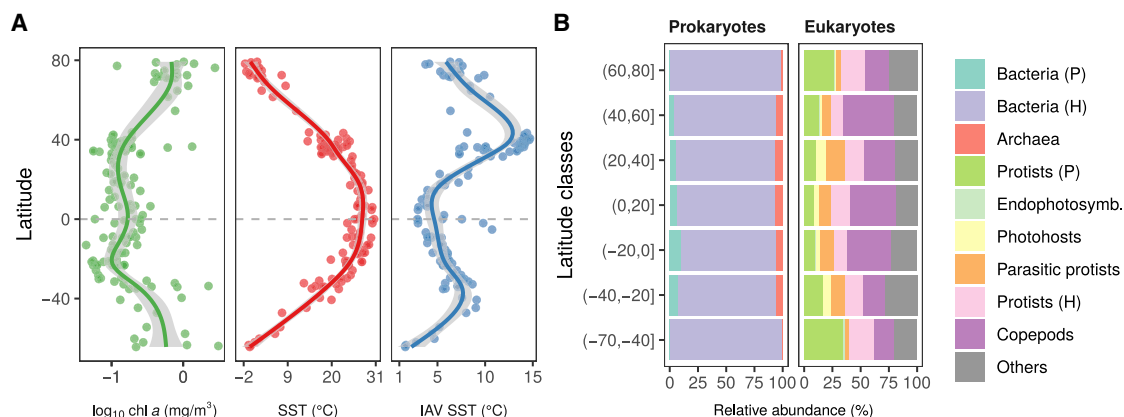 A
B
Prokaryotes Eukaryotes
Latitude
80
40
0
−40
−1 0
−2 9 20 31
1 5 10 15
log10 chl a (mg/m3)
SST (°C)
IAV SST (°C)
Latitude classes
(60,80]
(40,60]
(20,40]
(0,20]
(−20,0]
(−40,−20]
(−70,−40]
0 25 50 75 100
0 25 50 75 100
Relative abundance (%)
Bacteria (P)
Bacteria (H)
Archaea
Protists (P)
Endophotosymb.
Photohosts
Parasitic protists
Protists (H)
Copepods
Others